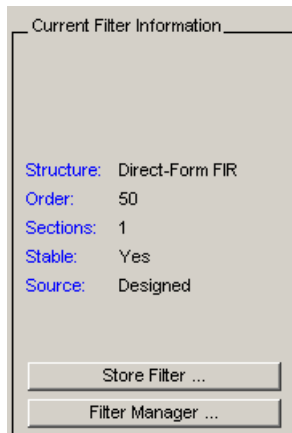 Current Filter Information
Structure: Direct-Form FIR
Order: 50
Sections: 1
Stable: Yes
Source: Designed
Store Filter ...
Filter Manager ...